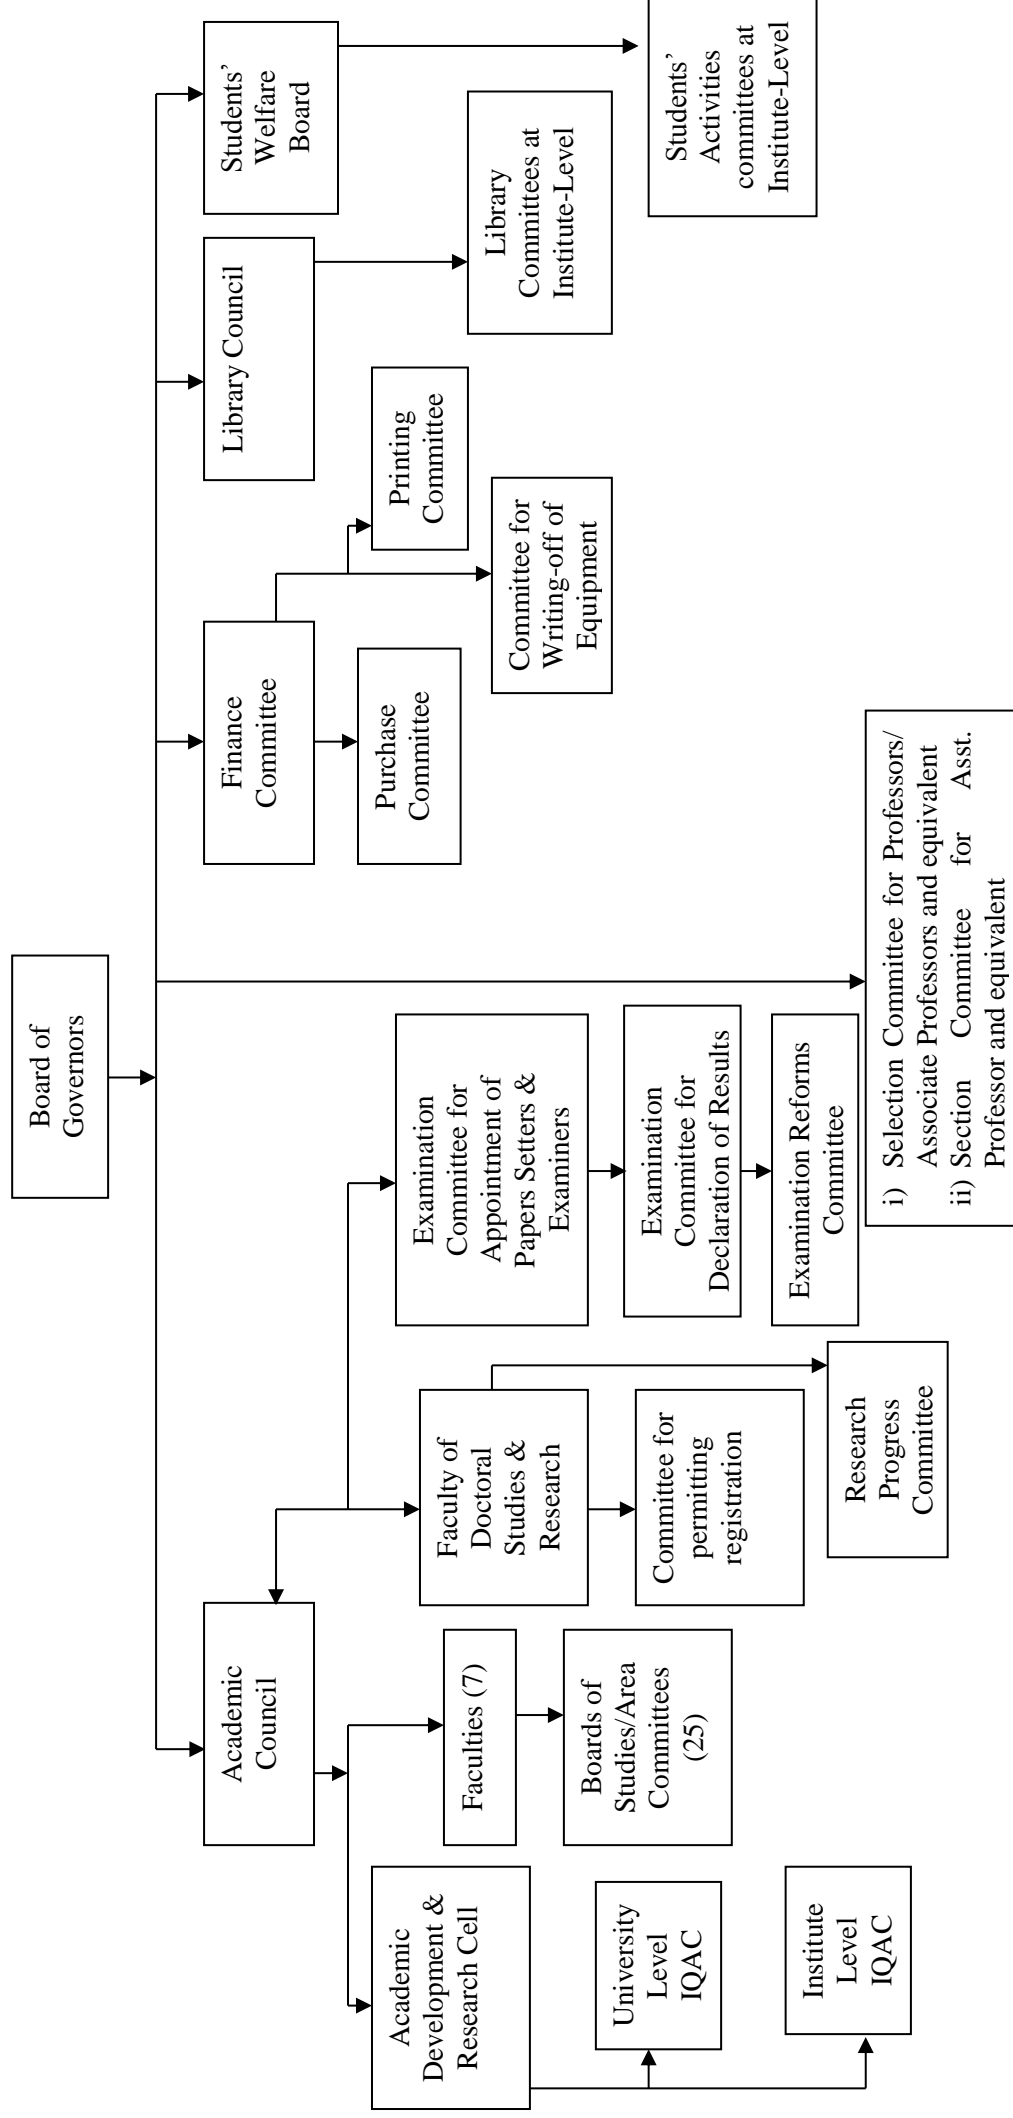 Board of
Governors
Academic
Council
Finance
Committee
Library Council
Students’
Welfare
Board
Academic
Development &
Research Cell
Faculties (7)
Faculty of
Doctoral
Studies &
Research
Examination
Committee for
Appointment of
Papers Setters &
Examiners
Purchase
Committee
Printing
Committee
Library
Committees at
Institute-Level
University
Level
IQAC
Boards of
Studies/Area
Committees
(25)
Committee for
permitting
registration
Examination
Committee for
Declaration of Results
Committee for
Writing-off of
Equipment
Students’
Activities
committees at
Institute-Level
Institute
Level
IQAC
Research
Progress
Committee
Examination Reforms
Committee
i) Selection Committee for Professors/
Associate Professors and equivalent
ii) Section Committee for Asst.
Professor and equivalent